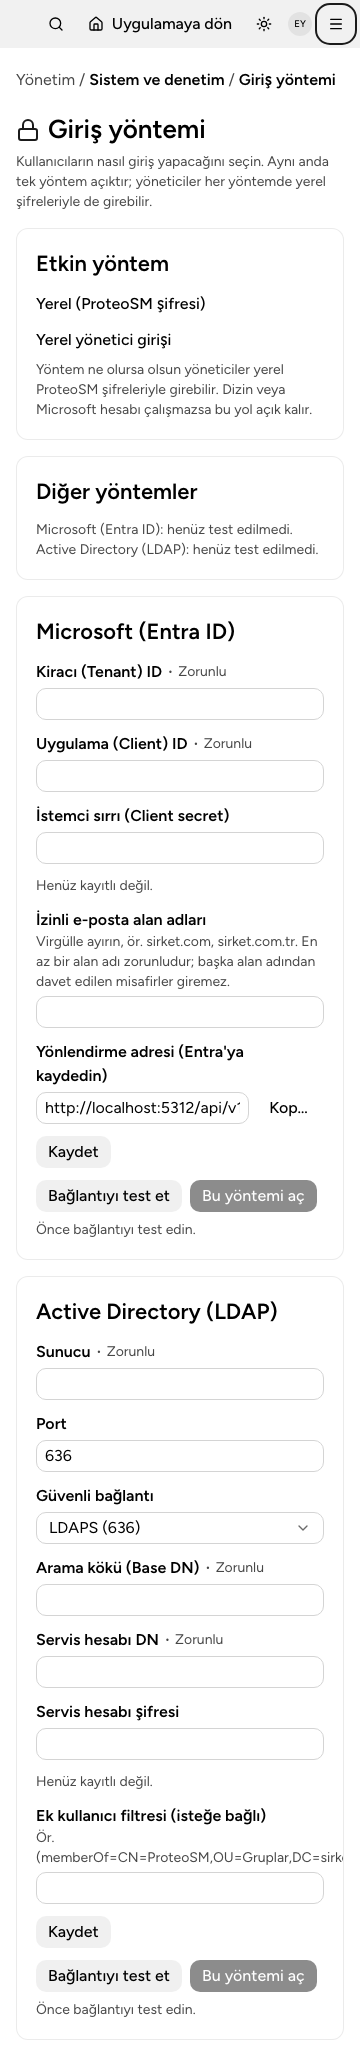 Uygulamaya dön
EY
Yönetim / Sistem ve denetim / Giriş yöntemi
Giriş yöntemi
Kullanıcıların nasıl giriş yapacağını seçin. Aynı anda
tek yöntem açıktır; yöneticiler her yöntemde yerel
şifreleriyle de girebilir.
Etkin yöntem
Yerel (ProteoSM şifresi)
Yerel yönetici girişi
Yöntem ne olursa olsun yöneticiler yerel
ProteoSM şifreleriyle girebilir. Dizin veya
Microsoft hesabı çalışmazsa bu yol açık kalır.
Diğer yöntemler
Microsoft (Entra ID): henüz test edilmedi.
Active Directory (LDAP): henüz test edilmedi.
Microsoft (Entra ID)
Kiracı (Tenant) ID · Zorunlu
Uygulama (Client) ID · Zorunlu
İstemci sırrı (Client secret)
Henüz kayıtlı değil.
İzinli e-posta alan adları
Virgülle ayırın, ör. sirket.com, sirket.com.tr. En
az bir alan adı zorunludur; başka alan adından
davet edilen misafirler giremez.
Yönlendirme adresi (Entra'ya
kaydedin)
http://localhost:5312/api/v1 Kop...
Kaydet
Bağlantıyı test et Bu yöntemi aç
Önce bağlantıyı test edin.
Active Directory (LDAP)
Sunucu · Zorunlu
Port
636
Güvenli bağlantı
LDAPS (636)
Arama kökü (Base DN) · Zorunlu
Servis hesabı DN · Zorunlu
Servis hesabı şifresi
Henüz kayıtlı değil.
Ek kullanıcı filtresi (isteğe bağlı)
Ör.
(memberOf=CN=ProteoSM,OU=Gruplar,DC=sirke
Kaydet
Bağlantıyı test et Bu yöntemi aç
Önce bağlantıyı test edin.